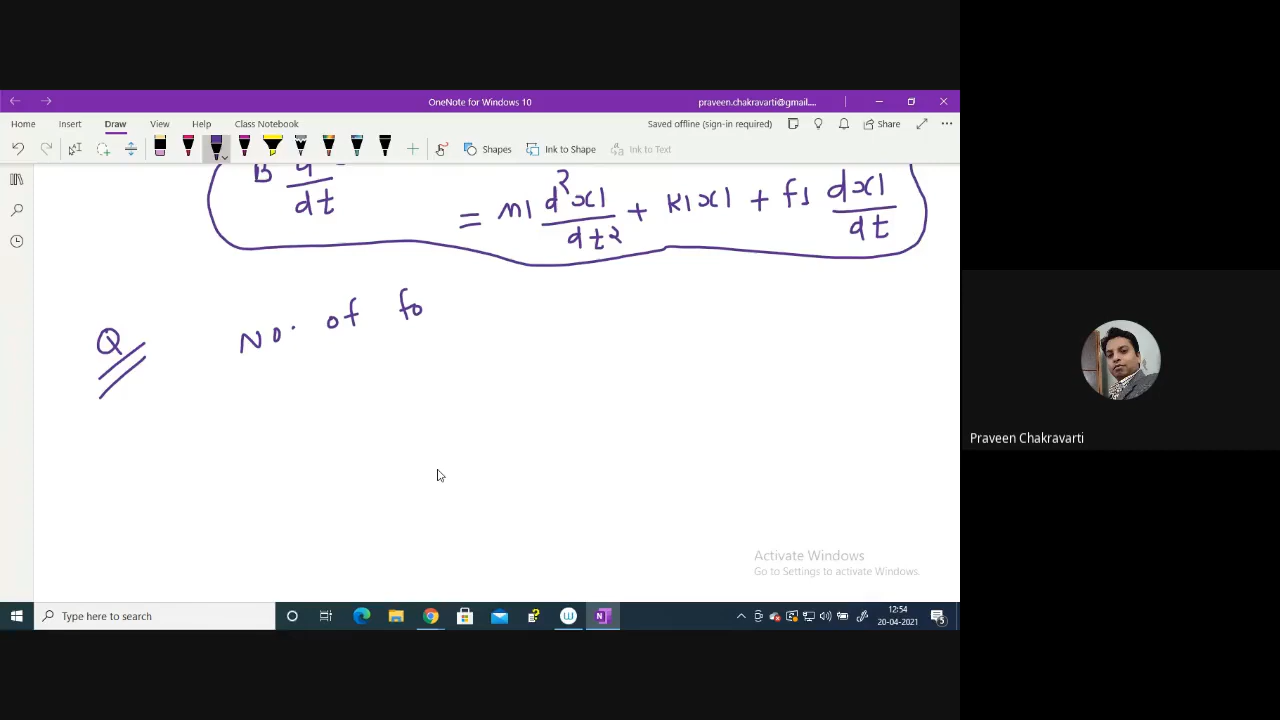 OneNote for Windows 10
praveen.chakravarti@gmail....
Home Insert Draw View Help Class Notebook
Saved offline (sign-in required)
Share
Shapes
Ink to Shape
Ink to Text
B
dt
= M1 d²x1 + K1x1 + f1 dx1
dt2 dt
Q No. of fo
Praveen Chakravarti
Activate Windows
Go to Settings to activate Windows.
Type here to search
12:54
20-04-2021
5